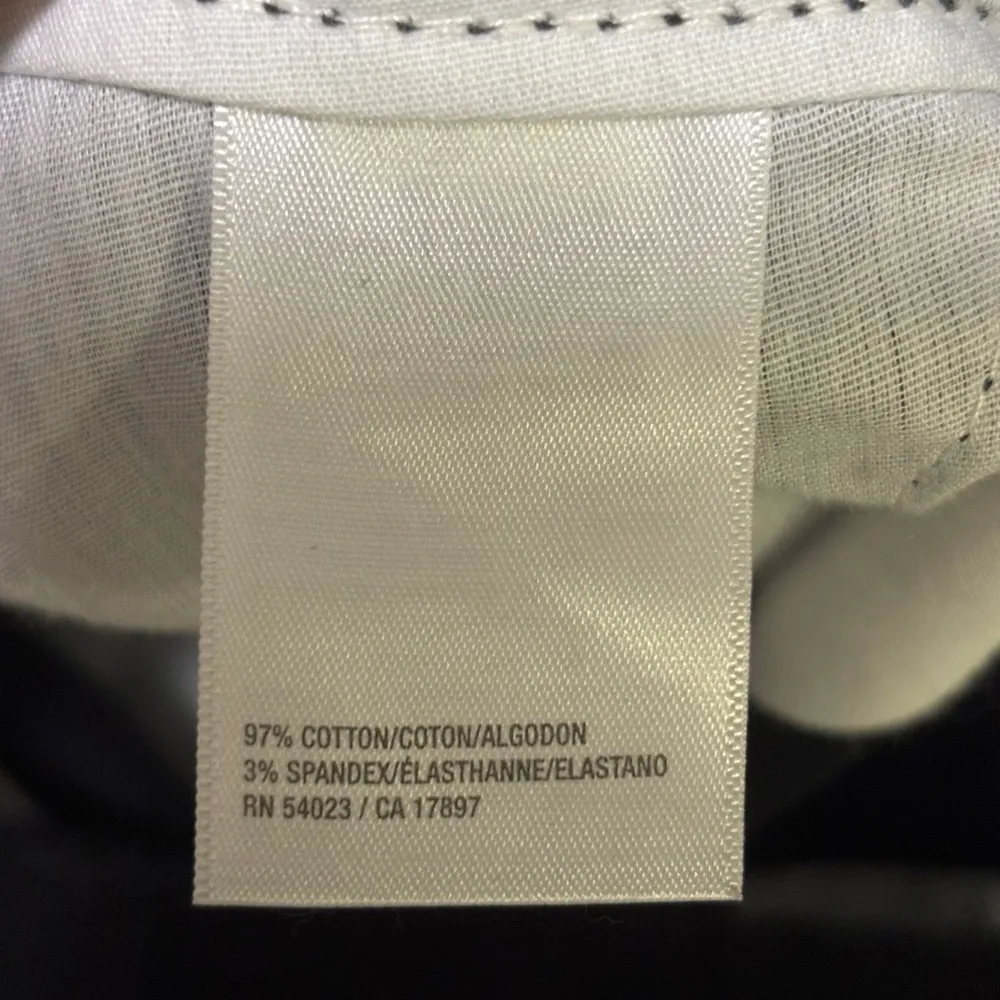 97% COTTON/COTON/ALGODON
3% SPANDEX/ÉLASTHANNE/ELASTANO
RN 54023 / CA 17897